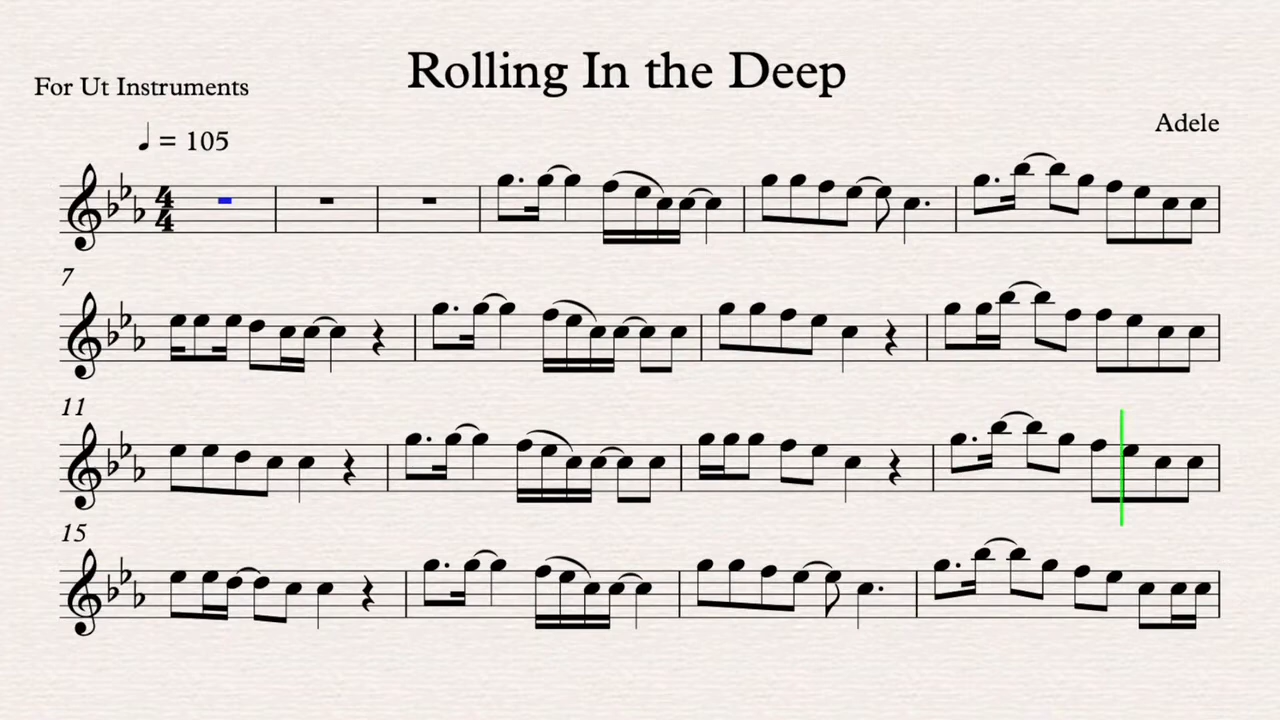 Rolling In the Deep
For Ut Instruments
Adele
♩ = 105
4
4
7
11
15